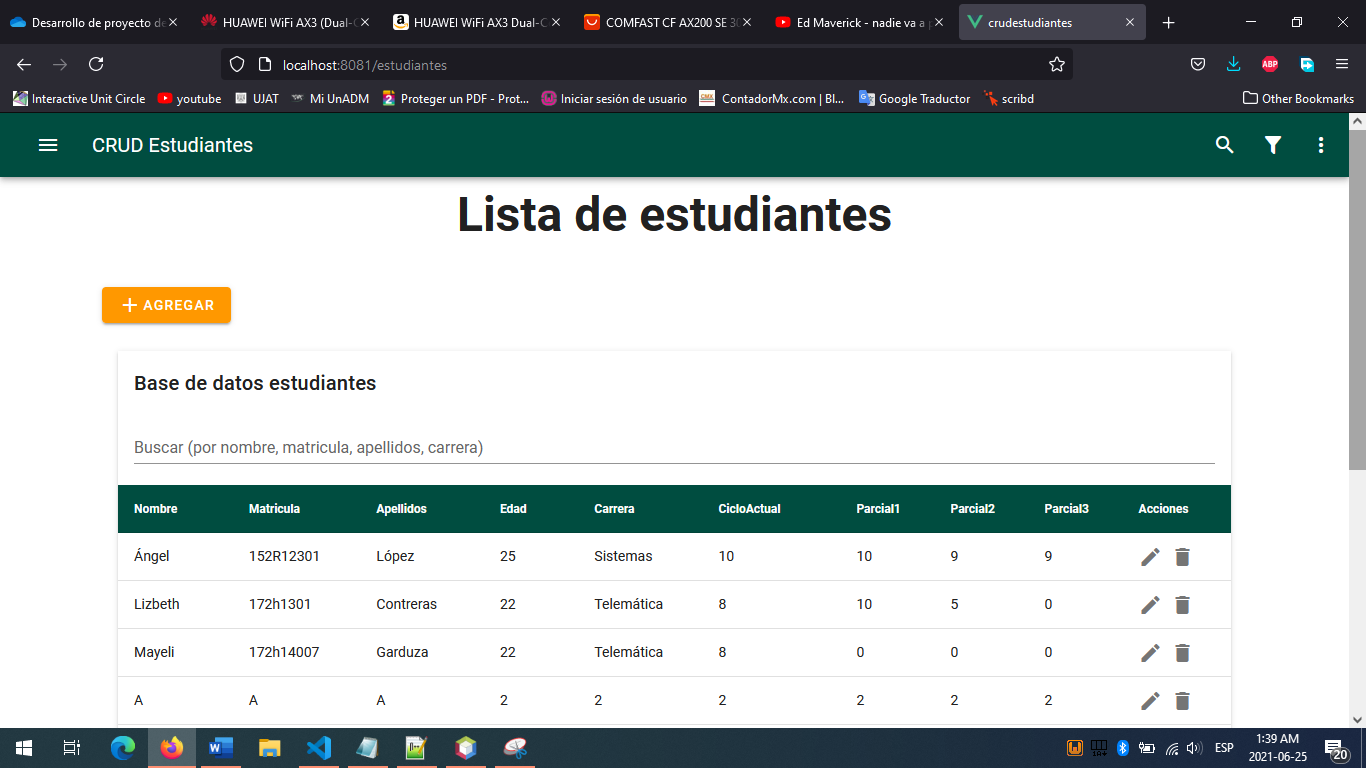 Desarrollo de proyecto de
HUAWEI WiFi AX3 (Dual-C
HUAWEI WiFi AX3 Dual-C
COMFAST CF AX200 SE 30
Ed Maverick - nadie va a p
crudestudiantes
localhost:8081/estudiantes
ABP
Interactive Unit Circle
youtube
UJAT
Mi UnADM
Proteger un PDF - Prot...
Iniciar sesión de usuario
CMX
ContadorMx.com | Bl...
Google Traductor
scribd
Other Bookmarks
CRUD Estudiantes
Lista de estudiantes
AGREGAR
Base de datos estudiantes
Buscar (por nombre, matricula, apellidos, carrera)
Nombre Matricula Apellidos Edad Carrera CicloActual Parcial1 Parcial2 Parcial3 Acciones
Ángel 152R12301 López 25 Sistemas 10 10 9 9
Lizbeth 172h1301 Contreras 22 Telemática 8 10 5 0
Mayeli 172h14007 Garduza 22 Telemática 8 0 0 0
A A A 2 2 2 2 2 2
ESP
1:39 AM
2021-06-25
20